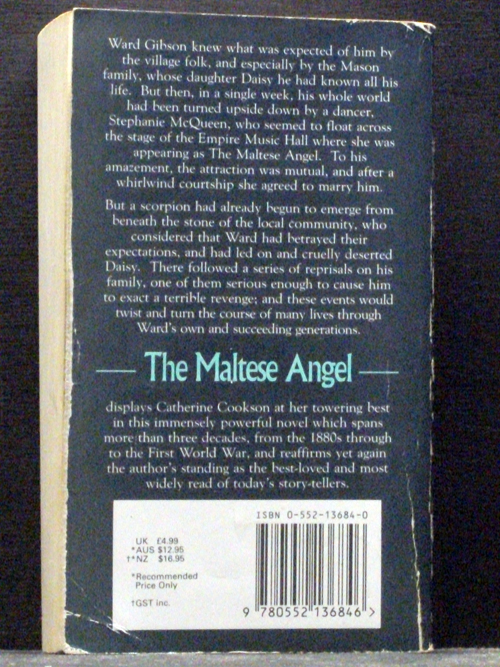 Ward Gibson knew what was expected of him by
the village folk, and especially by the Mason
family, whose daughter Daisy he had known all his
life. But then, in a single week, his whole world
had been turned upside down by a dancer,
Stephanie McQueen, who seemed to float across
the stage of the Empire Music Hall where she was
appearing as The Maltese Angel. To his
amazement, the attraction was mutual, and after a
whirlwind courtship she agreed to marry him.
But a scorpion had already begun to emerge from
beneath the stone of the local community, who
considered that Ward had betrayed their
expectations, and had led on and cruelly deserted
Daisy. There followed a series of reprisals on his
family, one of them serious enough to cause him
to exact a terrible revenge; and these events would
twist and turn the course of many lives through
Ward's own and succeeding generations.
The Maltese Angel
displays Catherine Cookson at her towering best
in this immensely powerful novel which spans
more than three decades, from the 1880s through
to the First World War, and reaffirms yet again
the author's standing as the best-loved and most
widely read of today's story-tellers.
ISBN 0-552-13684-0
UK £4.99
*AUS $12.95
†*NZ $16.95
*Recommended
Price Only
†GST inc.
9 780552 136846 >